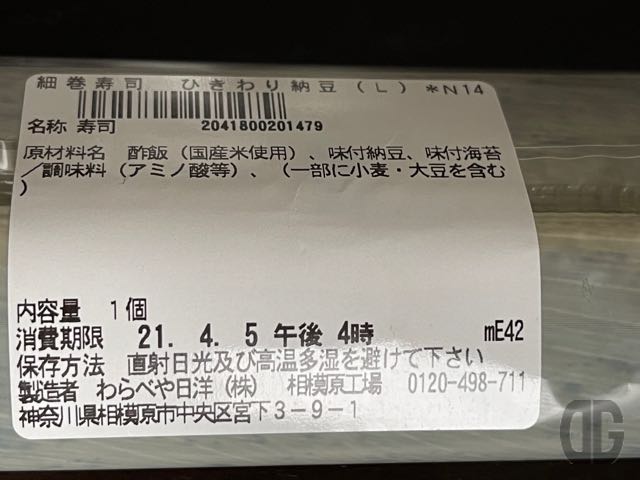 細巻寿司 ひきわり納豆(L) *N14
名称 寿司 2041800201479
原材料名 酢飯(国産米使用)、味付納豆、味付海苔
/調味料(アミノ酸等)、(一部に小麦・大豆を含む
)
内容量 1個
消費期限 21. 4. 5 午後 4時 mE42
保存方法 直射日光及び高温多湿を避けて下さい
製造者 わらべや日洋(株) 相模原工場 0120-498-711
神奈川県相模原市中央区宮下3-9-1
DG